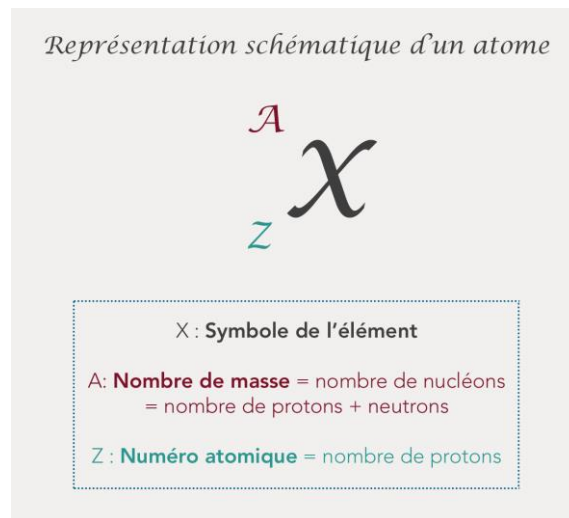 Représentation schématique d'un atome
A
X
Z
X : Symbole de l'élément
A: Nombre de masse = nombre de nucléons
= nombre de protons + neutrons
Z : Numéro atomique = nombre de protons